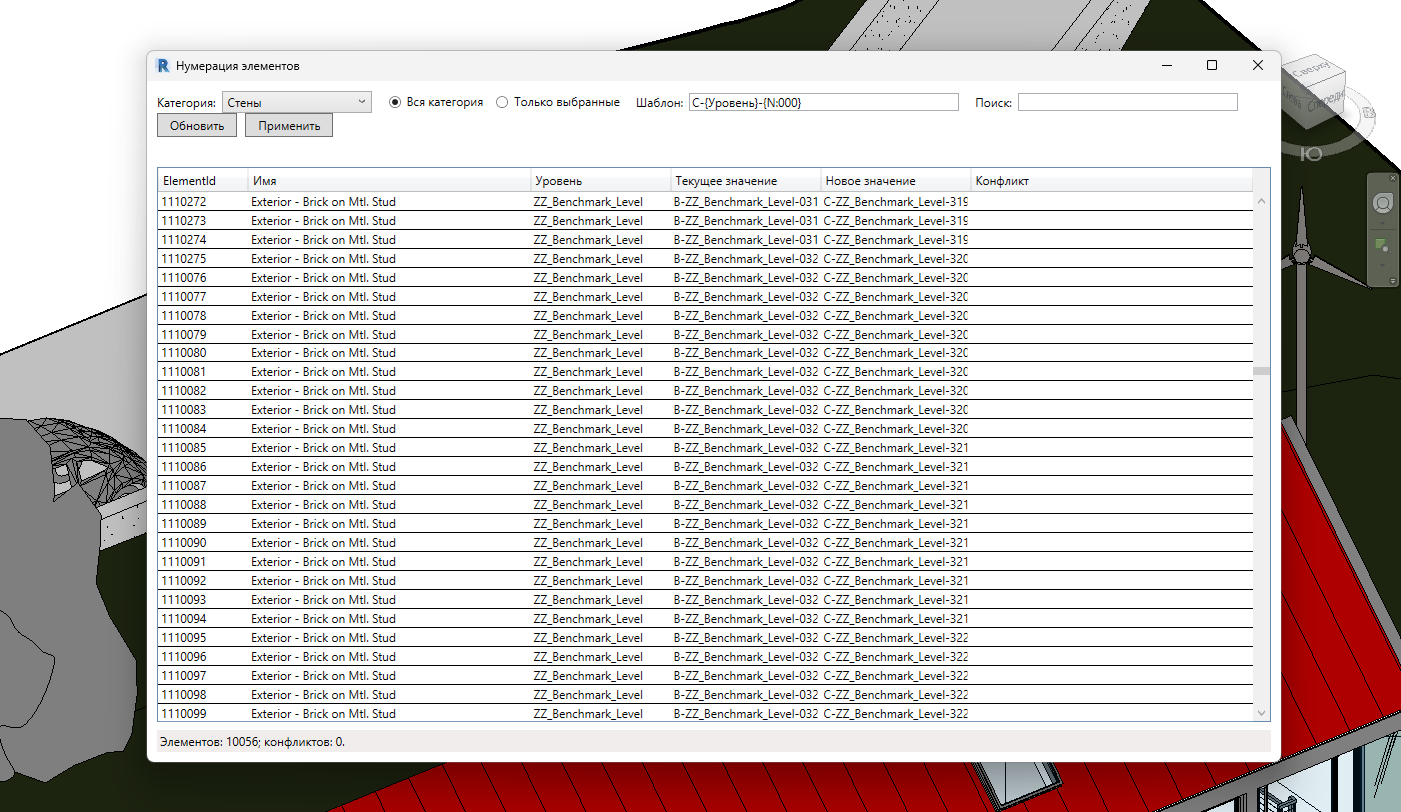 Нумерация элементов
Категория: Стены Вся категория Только выбранные Шаблон: C-{Уровень}-{N:000} Поиск:
Обновить Применить
ElementId Имя Уровень Текущее значение Новое значение Конфликт
1110272 Exterior - Brick on Mtl. Stud ZZ_Benchmark_Level B-ZZ_Benchmark_Level-031 C-ZZ_Benchmark_Level-319
1110273 Exterior - Brick on Mtl. Stud ZZ_Benchmark_Level B-ZZ_Benchmark_Level-031 C-ZZ_Benchmark_Level-319
1110274 Exterior - Brick on Mtl. Stud ZZ_Benchmark_Level B-ZZ_Benchmark_Level-031 C-ZZ_Benchmark_Level-319
1110275 Exterior - Brick on Mtl. Stud ZZ_Benchmark_Level B-ZZ_Benchmark_Level-032 C-ZZ_Benchmark_Level-320
1110076 Exterior - Brick on Mtl. Stud ZZ_Benchmark_Level B-ZZ_Benchmark_Level-032 C-ZZ_Benchmark_Level-320
1110077 Exterior - Brick on Mtl. Stud ZZ_Benchmark_Level B-ZZ_Benchmark_Level-032 C-ZZ_Benchmark_Level-320
1110078 Exterior - Brick on Mtl. Stud ZZ_Benchmark_Level B-ZZ_Benchmark_Level-032 C-ZZ_Benchmark_Level-320
1110079 Exterior - Brick on Mtl. Stud ZZ_Benchmark_Level B-ZZ_Benchmark_Level-032 C-ZZ_Benchmark_Level-320
1110080 Exterior - Brick on Mtl. Stud ZZ_Benchmark_Level B-ZZ_Benchmark_Level-032 C-ZZ_Benchmark_Level-320
1110081 Exterior - Brick on Mtl. Stud ZZ_Benchmark_Level B-ZZ_Benchmark_Level-032 C-ZZ_Benchmark_Level-320
1110082 Exterior - Brick on Mtl. Stud ZZ_Benchmark_Level B-ZZ_Benchmark_Level-032 C-ZZ_Benchmark_Level-320
1110083 Exterior - Brick on Mtl. Stud ZZ_Benchmark_Level B-ZZ_Benchmark_Level-032 C-ZZ_Benchmark_Level-320
1110084 Exterior - Brick on Mtl. Stud ZZ_Benchmark_Level B-ZZ_Benchmark_Level-032 C-ZZ_Benchmark_Level-320
1110085 Exterior - Brick on Mtl. Stud ZZ_Benchmark_Level B-ZZ_Benchmark_Level-032 C-ZZ_Benchmark_Level-321
1110086 Exterior - Brick on Mtl. Stud ZZ_Benchmark_Level B-ZZ_Benchmark_Level-032 C-ZZ_Benchmark_Level-321
1110087 Exterior - Brick on Mtl. Stud ZZ_Benchmark_Level B-ZZ_Benchmark_Level-032 C-ZZ_Benchmark_Level-321
1110088 Exterior - Brick on Mtl. Stud ZZ_Benchmark_Level B-ZZ_Benchmark_Level-032 C-ZZ_Benchmark_Level-321
1110089 Exterior - Brick on Mtl. Stud ZZ_Benchmark_Level B-ZZ_Benchmark_Level-032 C-ZZ_Benchmark_Level-321
1110090 Exterior - Brick on Mtl. Stud ZZ_Benchmark_Level B-ZZ_Benchmark_Level-032 C-ZZ_Benchmark_Level-321
1110091 Exterior - Brick on Mtl. Stud ZZ_Benchmark_Level B-ZZ_Benchmark_Level-032 C-ZZ_Benchmark_Level-321
1110092 Exterior - Brick on Mtl. Stud ZZ_Benchmark_Level B-ZZ_Benchmark_Level-032 C-ZZ_Benchmark_Level-321
1110093 Exterior - Brick on Mtl. Stud ZZ_Benchmark_Level B-ZZ_Benchmark_Level-032 C-ZZ_Benchmark_Level-321
1110094 Exterior - Brick on Mtl. Stud ZZ_Benchmark_Level B-ZZ_Benchmark_Level-032 C-ZZ_Benchmark_Level-321
1110095 Exterior - Brick on Mtl. Stud ZZ_Benchmark_Level B-ZZ_Benchmark_Level-032 C-ZZ_Benchmark_Level-322
1110096 Exterior - Brick on Mtl. Stud ZZ_Benchmark_Level B-ZZ_Benchmark_Level-032 C-ZZ_Benchmark_Level-322
1110097 Exterior - Brick on Mtl. Stud ZZ_Benchmark_Level B-ZZ_Benchmark_Level-032 C-ZZ_Benchmark_Level-322
1110098 Exterior - Brick on Mtl. Stud ZZ_Benchmark_Level B-ZZ_Benchmark_Level-032 C-ZZ_Benchmark_Level-322
1110099 Exterior - Brick on Mtl. Stud ZZ_Benchmark_Level B-ZZ_Benchmark_Level-032 C-ZZ_Benchmark_Level-322
Элементов: 10056; конфликтов: 0.
Сверху
Спереди
Ю